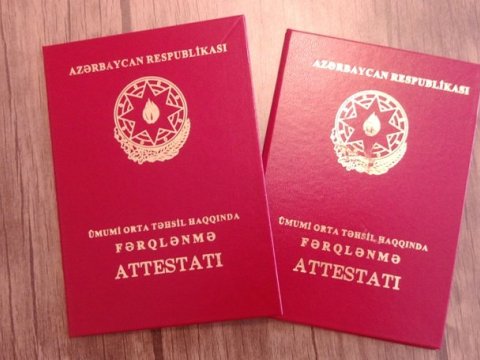 AZƏRBAYCAN RESPUBLİKASI
ÜMUMI ORTA TƏHSİL HAQQINDA
FƏRQLƏNMƏ
ATTESTATI
AZƏRBAYCAN RESPUBLİKASI
ÜMUMI ORTA TƏHSİL HAQQINDA
FƏRQLƏNMƏ
ATTESTATI